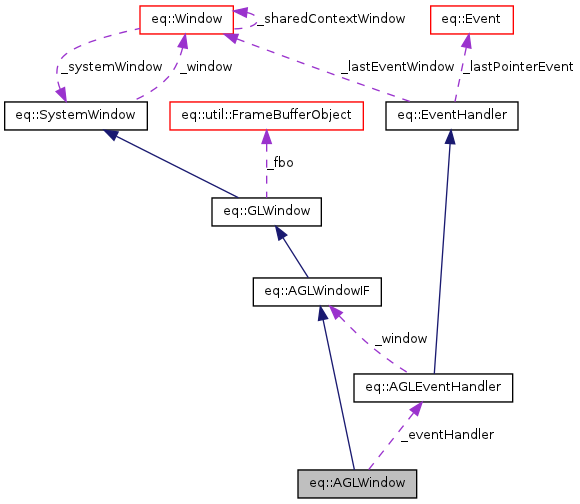 eq::Window
_sharedContextWindow
eq::Event
_systemWindow
_window
_lastEventWindow
_lastPointerEvent
eq::SystemWindow
eq::util::FrameBufferObject
eq::EventHandler
_fbo
eq::GLWindow
eq::AGLWindowIF
_window
eq::AGLEventHandler
_eventHandler
eq::AGLWindow